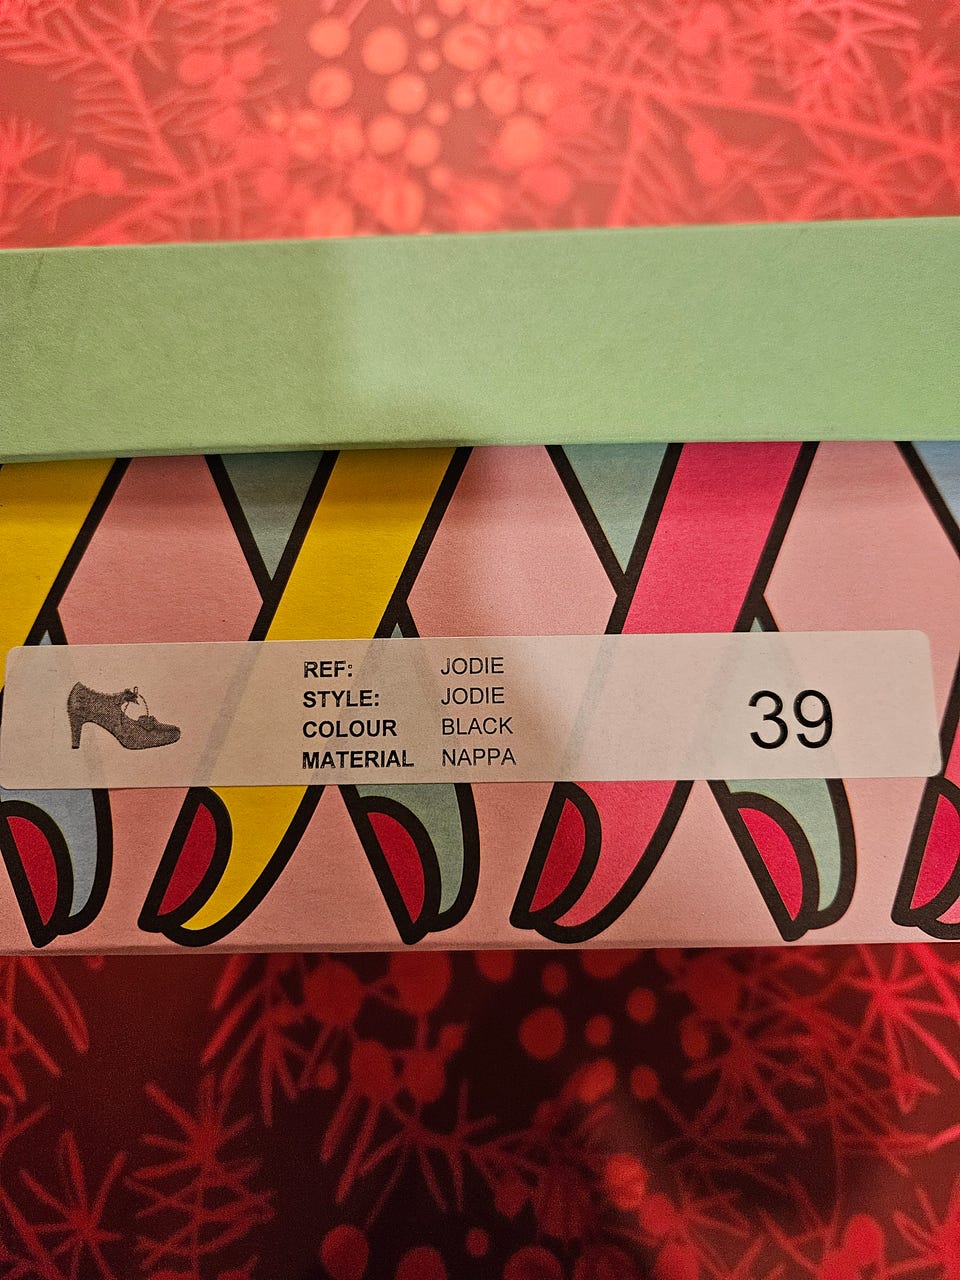 REF: JODIE
STYLE: JODIE
COLOUR BLACK
MATERIAL NAPPA
39